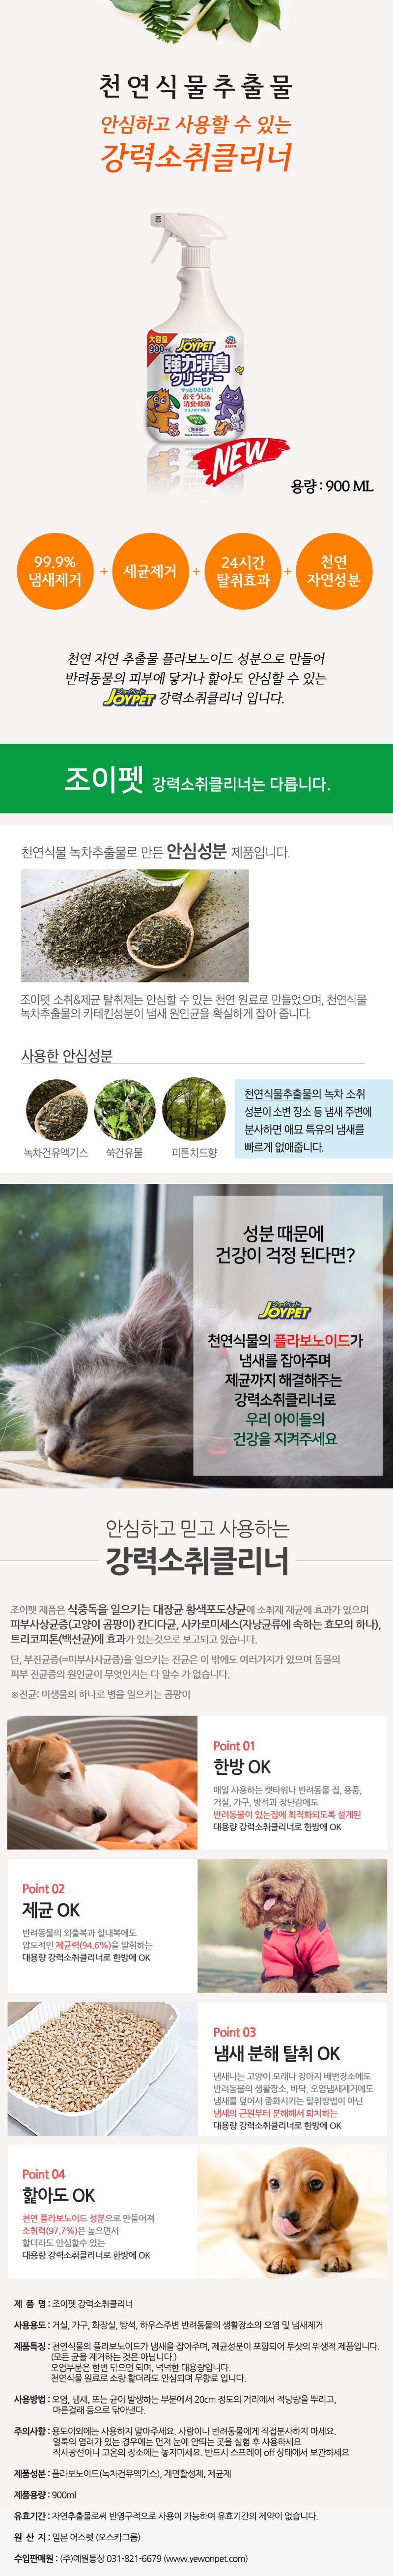 천연식물추출물
안심하고 사용할 수 있는
강력소취클리너
大容量
900mL
JOYPET
強力消臭
クリーナー
おそうじ&
消臭・除菌
NEW
용량 : 900 ML
99.9%
냄새제거
+
세균제거
+
24시간
탈취효과
+
천연
자연성분
천연 자연 추출물 플라보노이드 성분으로 만들어
반려동물의 피부에 닿거나 핥아도 안심할 수 있는
JOYPET 강력소취클리너 입니다.
조이펫 강력소취클리너는 다릅니다.
천연식물 녹차추출물로 만든 안심성분 제품입니다.
조이펫 소취&제균 탈취제는 안심할 수 있는 천연 원료로 만들었으며, 천연식물
녹차추출물의 카테킨성분이 냄새 원인균을 확실하게 잡아 줍니다.
사용한 안심성분
녹차건유액기스
쑥건유물
피톤치드향
천연식물추출물의 녹차 소취
성분이 소변 장소 등 냄새 주변에
분사하면 애묘 특유의 냄새를
빠르게 없애줍니다.
성분 때문에
건강이 걱정 된다면?
ジョイペット
JOYPET
천연식물의 플라보노이드가
냄새를 잡아주며
제균까지 해결해주는
강력소취클리너로
우리 아이들의
건강을 지켜주세요
안심하고 믿고 사용하는
강력소취클리너
조이펫 제품은 식중독을 일으키는 대장균 황색포도상균에 소취제 제균에 효과가 있으며
피부사상균증(고양이 곰팡이) 칸디다균, 사카로미세스(자낭균류에 속하는 효모의 하나),
트리코피톤(백선균)에 효과가 있는것으로 보고되고 있습니다.
단, 부진균증(=피부사사균증)을 일으키는 진균은 이 밖에도 여러가지가 있으며 동물의
피부 진균증의 원인균이 무엇인지는 다 알수 가 없습니다.
※진균: 미생물의 하나로 병을 일으키는 곰팡이
Point 01
한방 OK
매일 사용하는 캣타워나 반려동물 집, 용품,
거실, 가구, 방석과 장난감에도
반려동물이 있는집에 최적화되도록 설계된
대용량 강력소취클리너로 한방에 OK
Point 02
제균 OK
반려동물의 외출복과 실내복에도
압도적인 제균력(94,6%)을 발휘하는
대용량 강력소취클리너로 한방에 OK
Point 03
냄새 분해 탈취 OK
냄새나는 고양이 모래나 강아지 배변장소에도
반려동물의 생활장소, 바닥, 오염냄새제거에도
냄새를 덮어서 중화시키는 탈취방법이 아닌
냄새의 근원부터 분해해서 퇴치하는
대용량 강력소취클리너로 한방에 OK
Point 04
핥아도 OK
천연 플라보노이드 성분으로 만들어져
소취력(97,7%)은 높으면서
핥더라도 안심할수 있는
대용량 강력소취클리너로 한방에 OK
제 품 명 : 조이펫 강력소취클리너
사용용도 : 거실, 가구, 화장실, 방석, 하우스주변 반려동물의 생활장소의 오염 및 냄새제거
제품특징 : 천연식물의 플라보노이드가 냄새를 잡아주며, 제균성분이 포함되어 투샷의 위생적 제품입니다.
(모든 균을 제거하는 것은 아닙니다.)
오염부분은 한번 닦으면 되며, 넉넉한 대용량입니다.
천연식물 원료로 소량 핥더라도 안심되며 무향료 입니다.
사용방법 : 오염, 냄새, 또는 균이 발생하는 부분에서 20cm 정도의 거리에서 적당량을 뿌리고,
마른걸레 등으로 닦아낸다.
주의사항 : 용도이외에는 사용하지 말아주세요. 사람이나 반려동물에게 직접분사하지 마세요.
얼룩의 염려가 있는 경우에는 먼저 눈에 안띄는 곳을 실험 후 사용하세요
직사광선이나 고온의 장소에는 놓지마세요. 반드시 스프레이 off 상태에서 보관하세요
제품성분 : 플라보노이드(녹차건유엑기스), 계면활성제, 제균제
제품용량 : 900ml
유효기간 : 자연추출물로써 반영구적으로 사용이 가능하여 유효기간의 제약이 없습니다.
원 산 지 : 일본 어스펫 (오스카그룹)
수입판매원 : (주)예원통상 031-821-6679 (www.yewonpet.com)